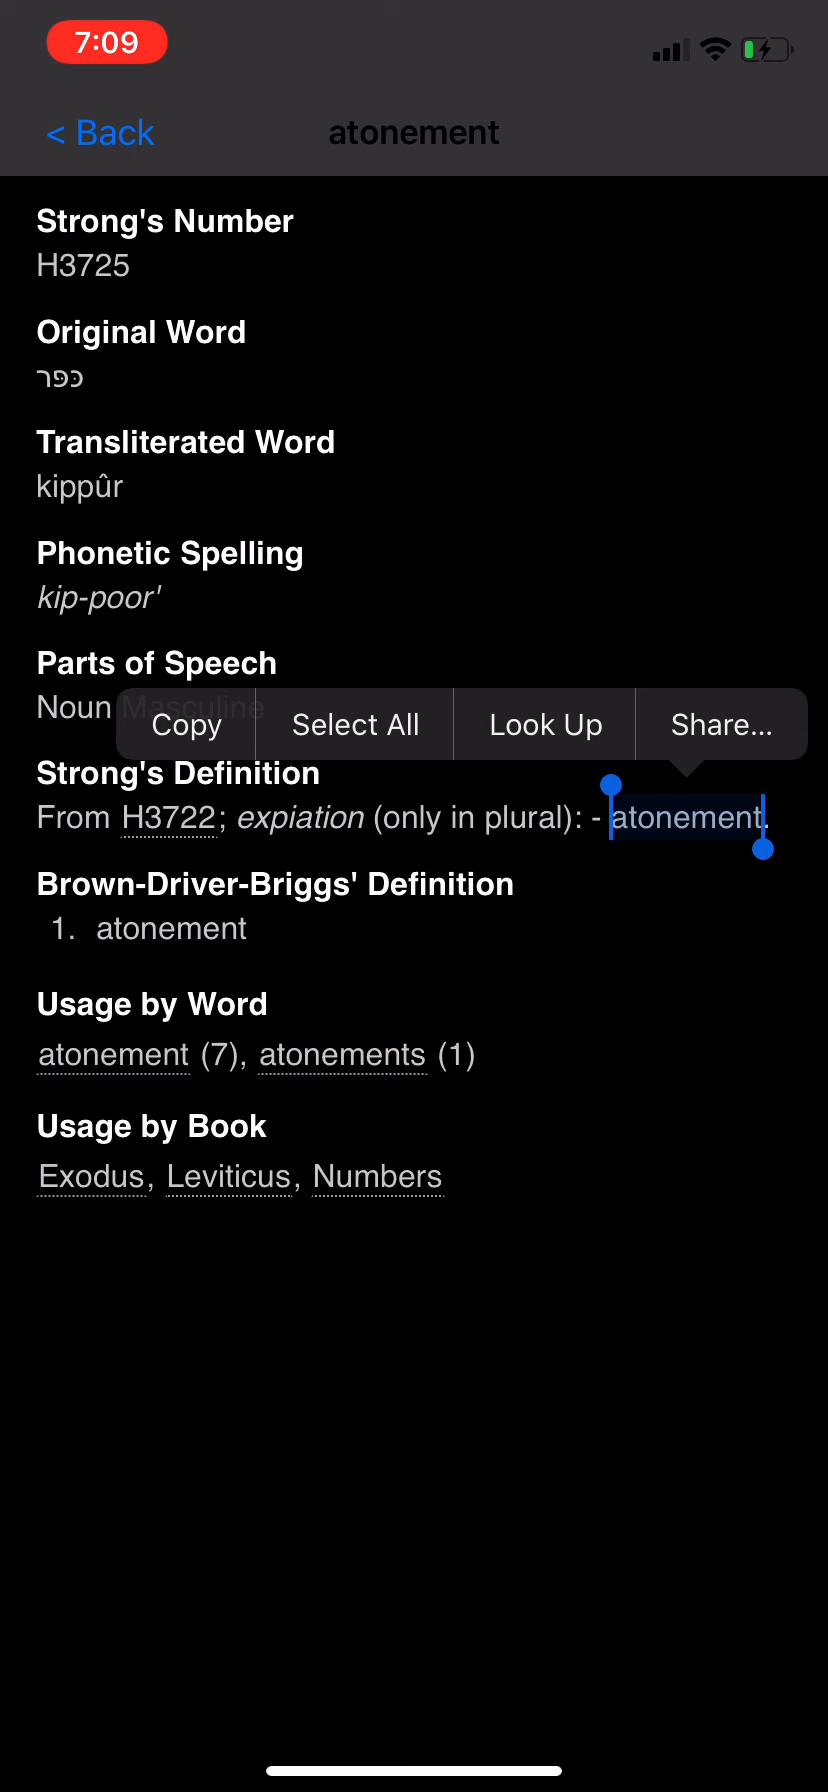 7:09
< Back atonement
Strong's Number
H3725
Original Word
כּפּר
Transliterated Word
kippûr
Phonetic Spelling
kip-poor'
Parts of Speech
Noun Masculine
Copy Select All Look Up Share...
Strong's Definition
From H3722; expiation (only in plural): - atonement.
Brown-Driver-Briggs' Definition
1. atonement
Usage by Word
atonement (7), atonements (1)
Usage by Book
Exodus, Leviticus, Numbers